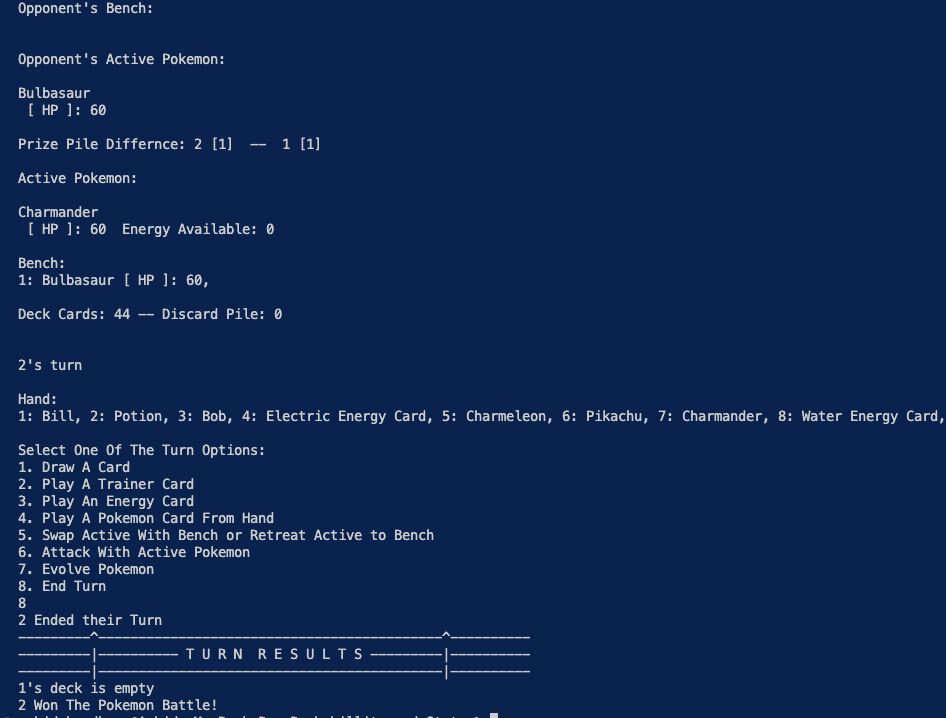 Opponent's Bench:
Opponent's Active Pokemon:
Bulbasaur
[ HP ]: 60
Prize Pile Differnce: 2 [1]  ––  1 [1]
Active Pokemon:
Charmander
[ HP ]: 60  Energy Available: 0
Bench:
1: Bulbasaur [ HP ]: 60,
Deck Cards: 44 –– Discard Pile: 0
2's turn
Hand:
1: Bill, 2: Potion, 3: Bob, 4: Electric Energy Card, 5: Charmeleon, 6: Pikachu, 7: Charmander, 8: Water Energy Card,
Select One Of The Turn Options:
1. Draw A Card
2. Play A Trainer Card
3. Play An Energy Card
4. Play A Pokemon Card From Hand
5. Swap Active With Bench or Retreat Active to Bench
6. Attack With Active Pokemon
7. Evolve Pokemon
8. End Turn
8
2 Ended their Turn
T U R N  R E S U L T S
1's deck is empty
2 Won The Pokemon Battle!